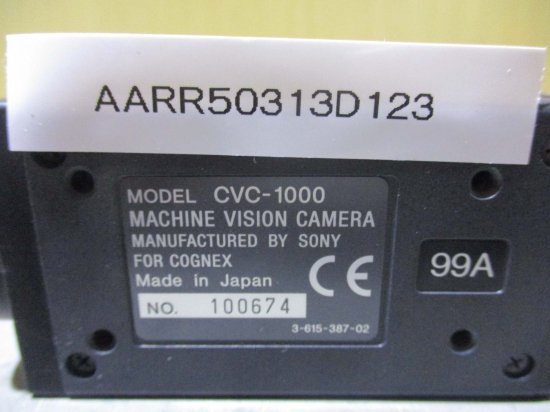 AARR50313D123
MODEL CVC-1000
MACHINE VISION CAMERA
MANUFACTURED BY SONY
FOR COGNEX
Made in Japan
CE
NO. 100674
3-615-387-02
99A